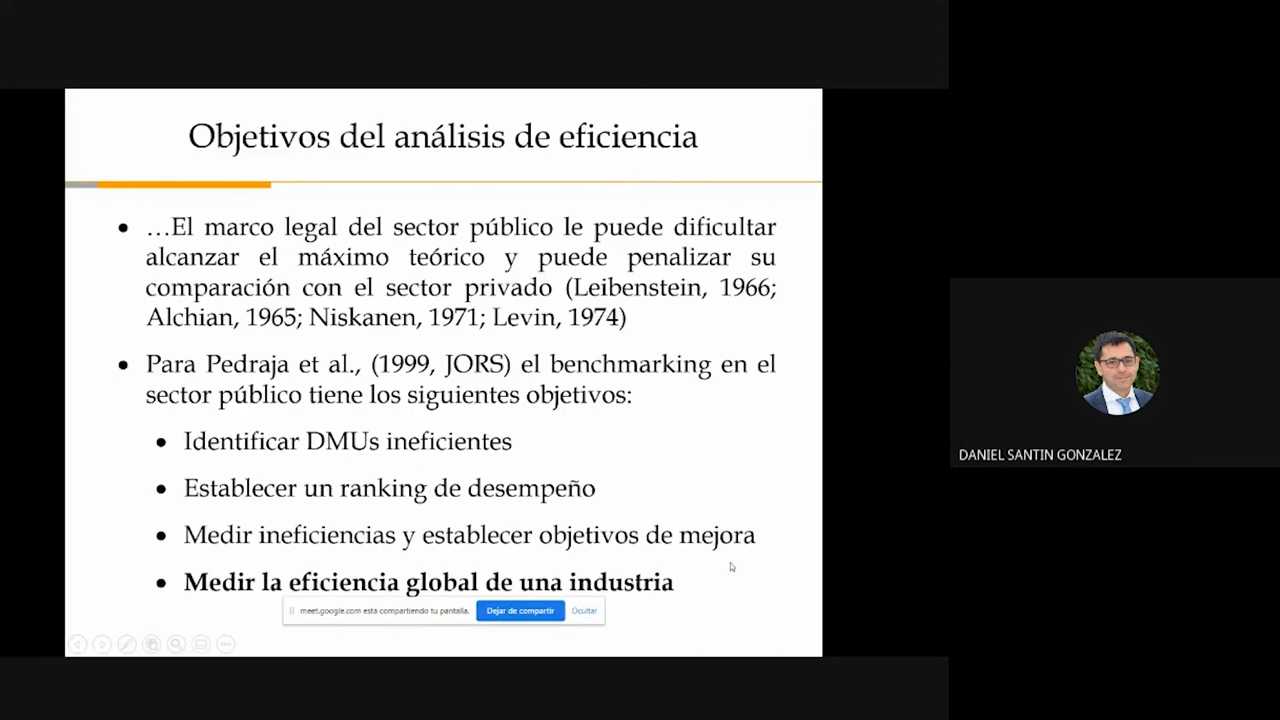 Objetivos del análisis de eficiencia
• …El marco legal del sector público le puede dificultar
alcanzar el máximo teórico y puede penalizar su
comparación con el sector privado (Leibenstein, 1966;
Alchian, 1965; Niskanen, 1971; Levin, 1974)
• Para Pedraja et al., (1999, JORS) el benchmarking en el
sector público tiene los siguientes objetivos:
• Identificar DMUs ineficientes
• Establecer un ranking de desempeño
• Medir ineficiencias y establecer objetivos de mejora
• Medir la eficiencia global de una industria
meet.google.com está compartiendo tu pantalla. Dejar de compartir Ocultar
DANIEL SANTIN GONZALEZ